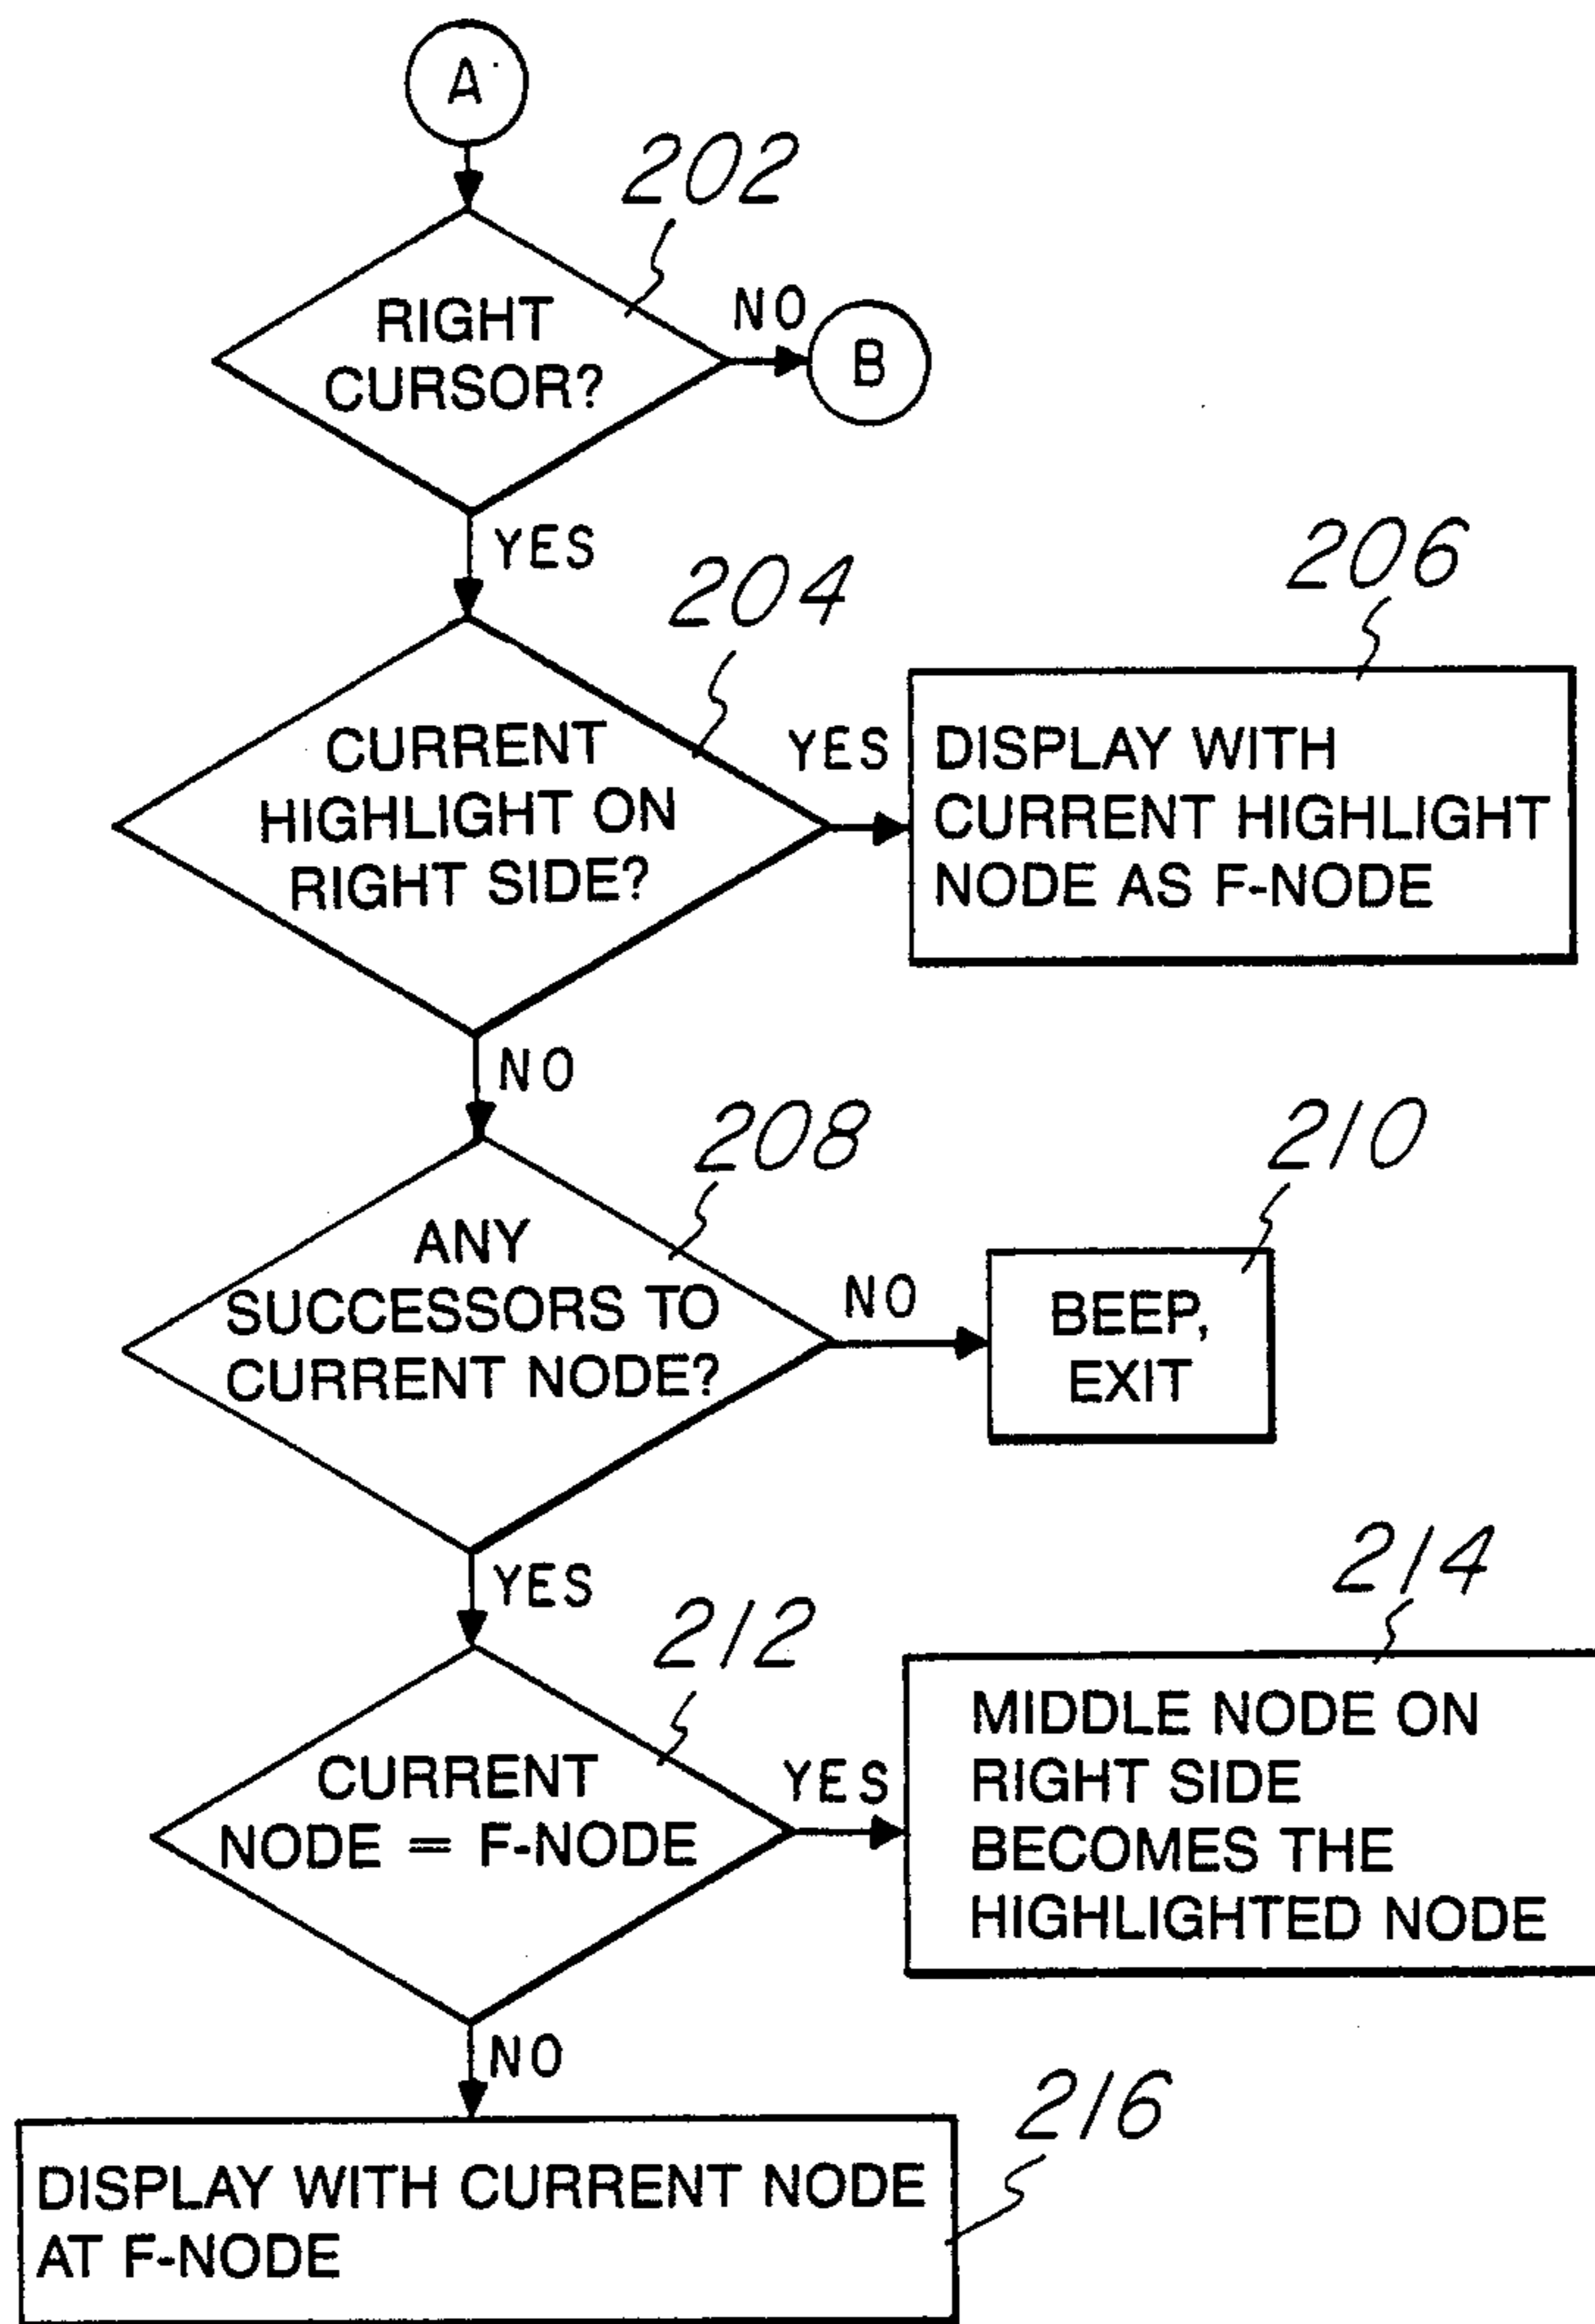 A
202
RIGHT
CURSOR?
NO
B
YES
204
CURRENT
HIGHLIGHT ON
RIGHT SIDE?
YES
206
DISPLAY WITH
CURRENT HIGHLIGHT
NODE AS F-NODE
NO
208
ANY
SUCCESSORS TO
CURRENT NODE?
NO
210
BEEP,
EXIT
YES
212
CURRENT
NODE = F-NODE
YES
214
MIDDLE NODE ON
RIGHT SIDE
BECOMES THE
HIGHLIGHTED NODE
NO
216
DISPLAY WITH CURRENT NODE
AT F-NODE